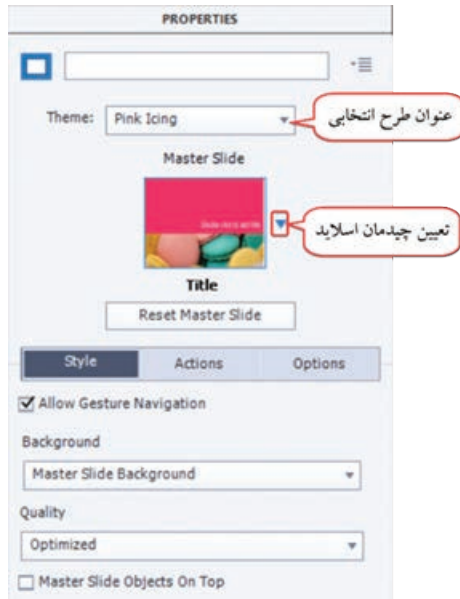 PROPERTIES
Theme: Pink Icing
عنوان طرح انتخابی
Master Slide
تعیین چیدمان اسلاید
Title
Reset Master Slide
Style Actions Options
Allow Gesture Navigation
Background
Master Slide Background
Quality
Optimized
Master Slide Objects On Top